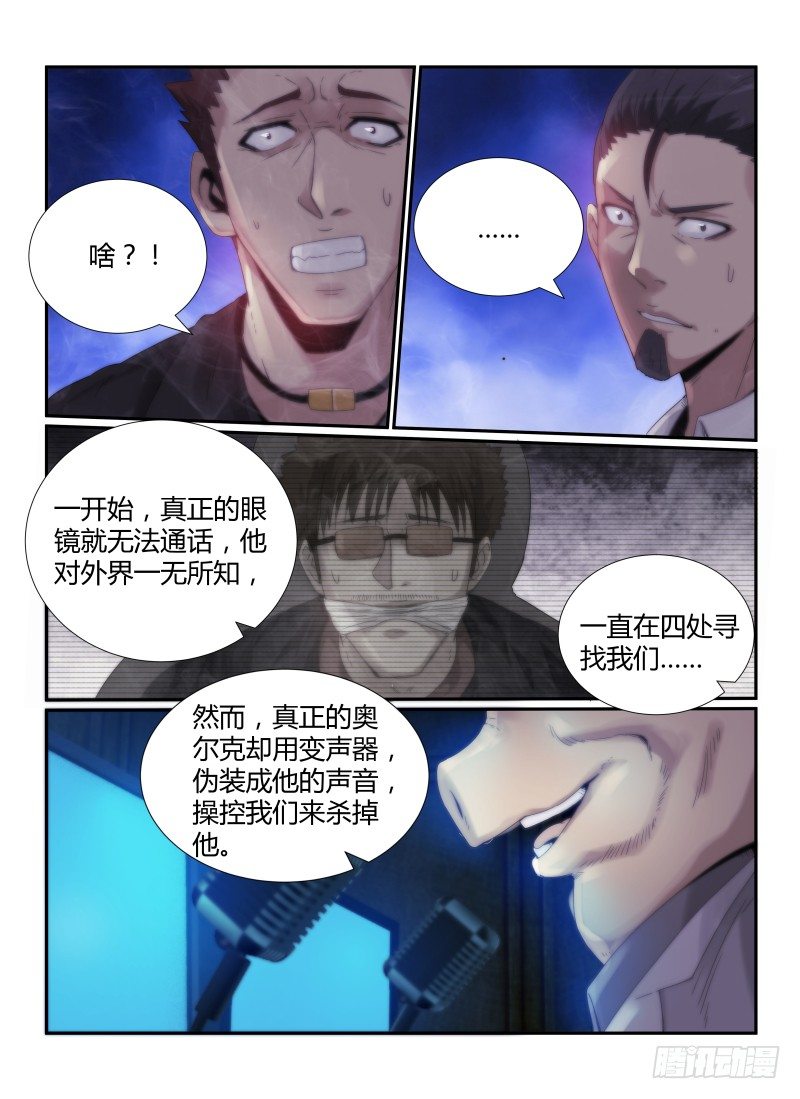 啥？！
……
一开始，真正的眼
镜就无法通话，他
对外界一无所知，
一直在四处寻
找我们……
然而，真正的奥
尔克却用变声器，
伪装成他的声音，
操控我们来杀掉
他。
腾讯动漫